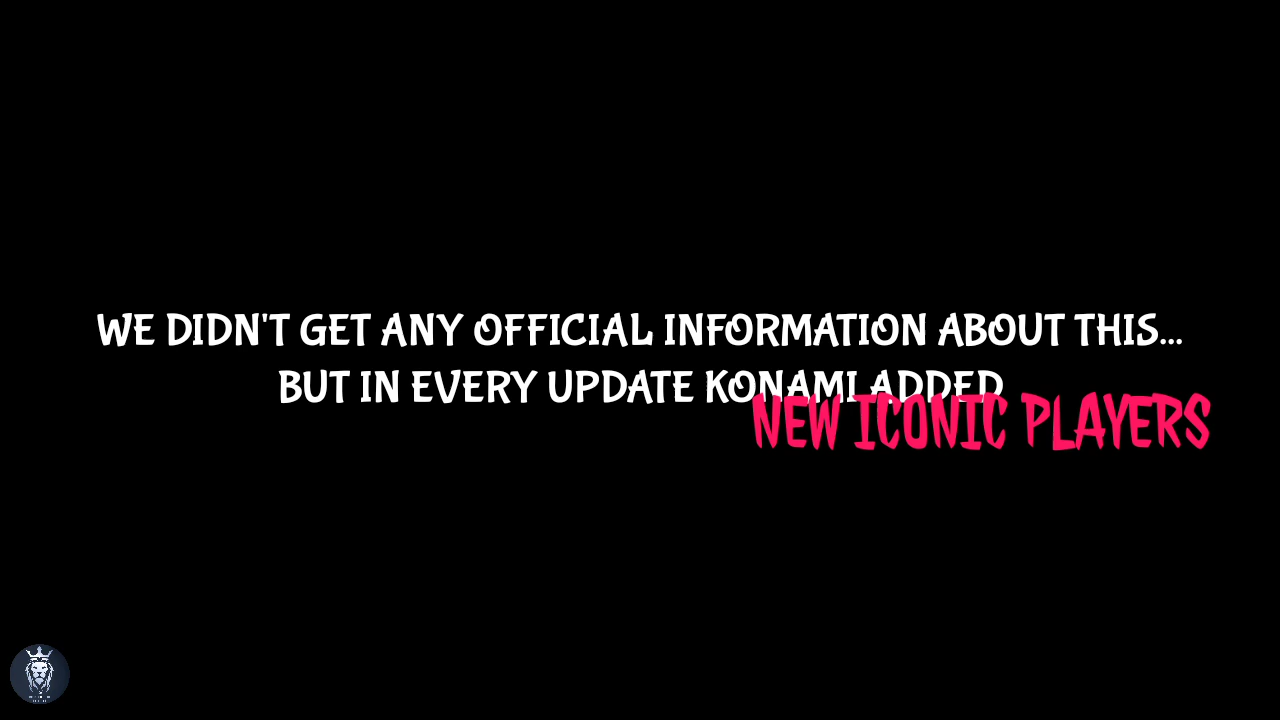 WE DIDN'T GET ANY OFFICIAL INFORMATION ABOUT THIS...
BUT IN EVERY UPDATE KONAMI ADDED
NEW ICONIC PLAYERS